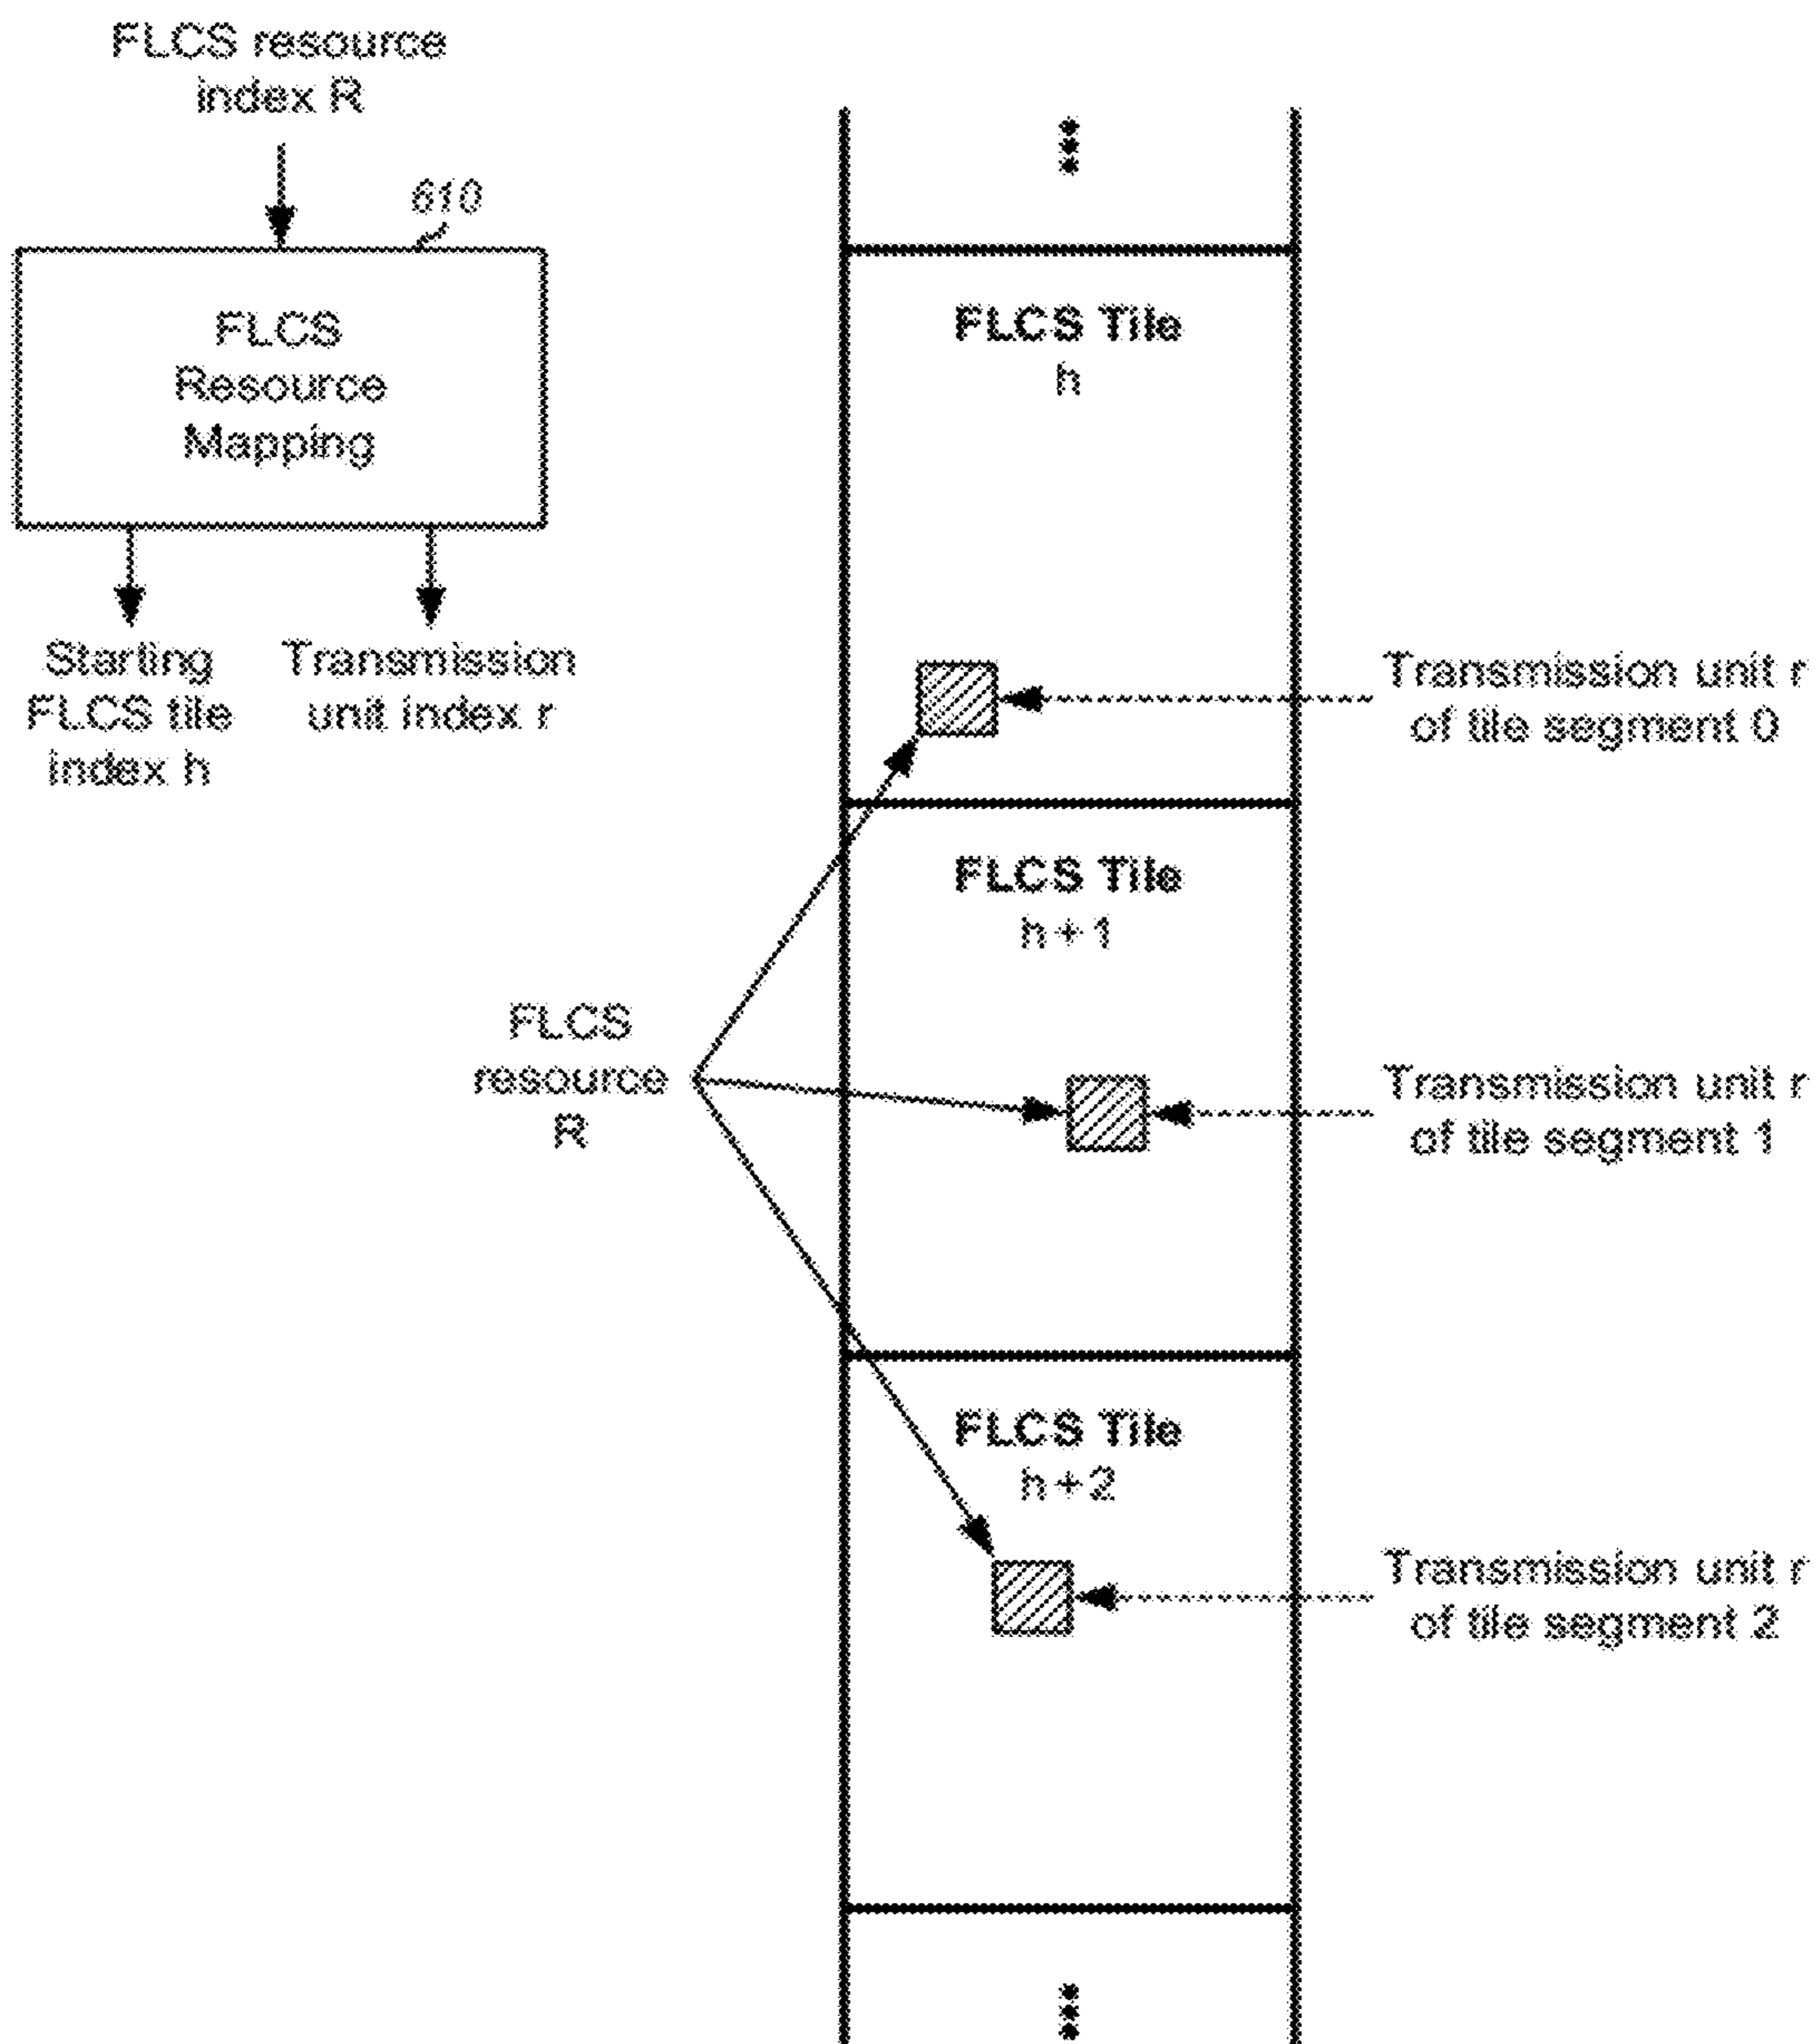 FLCS resource
index R
610
FLCS
Resource
Mapping
Starting
FLCS tile
index h
Transmission
unit index r
FLCS Tile
h
Transmission unit r
of tile segment 0
FLCS Tile
h + 1
FLCS
resource
R
Transmission unit r
of tile segment 1
FLCS Tile
h + 2
Transmission unit r
of tile segment 2